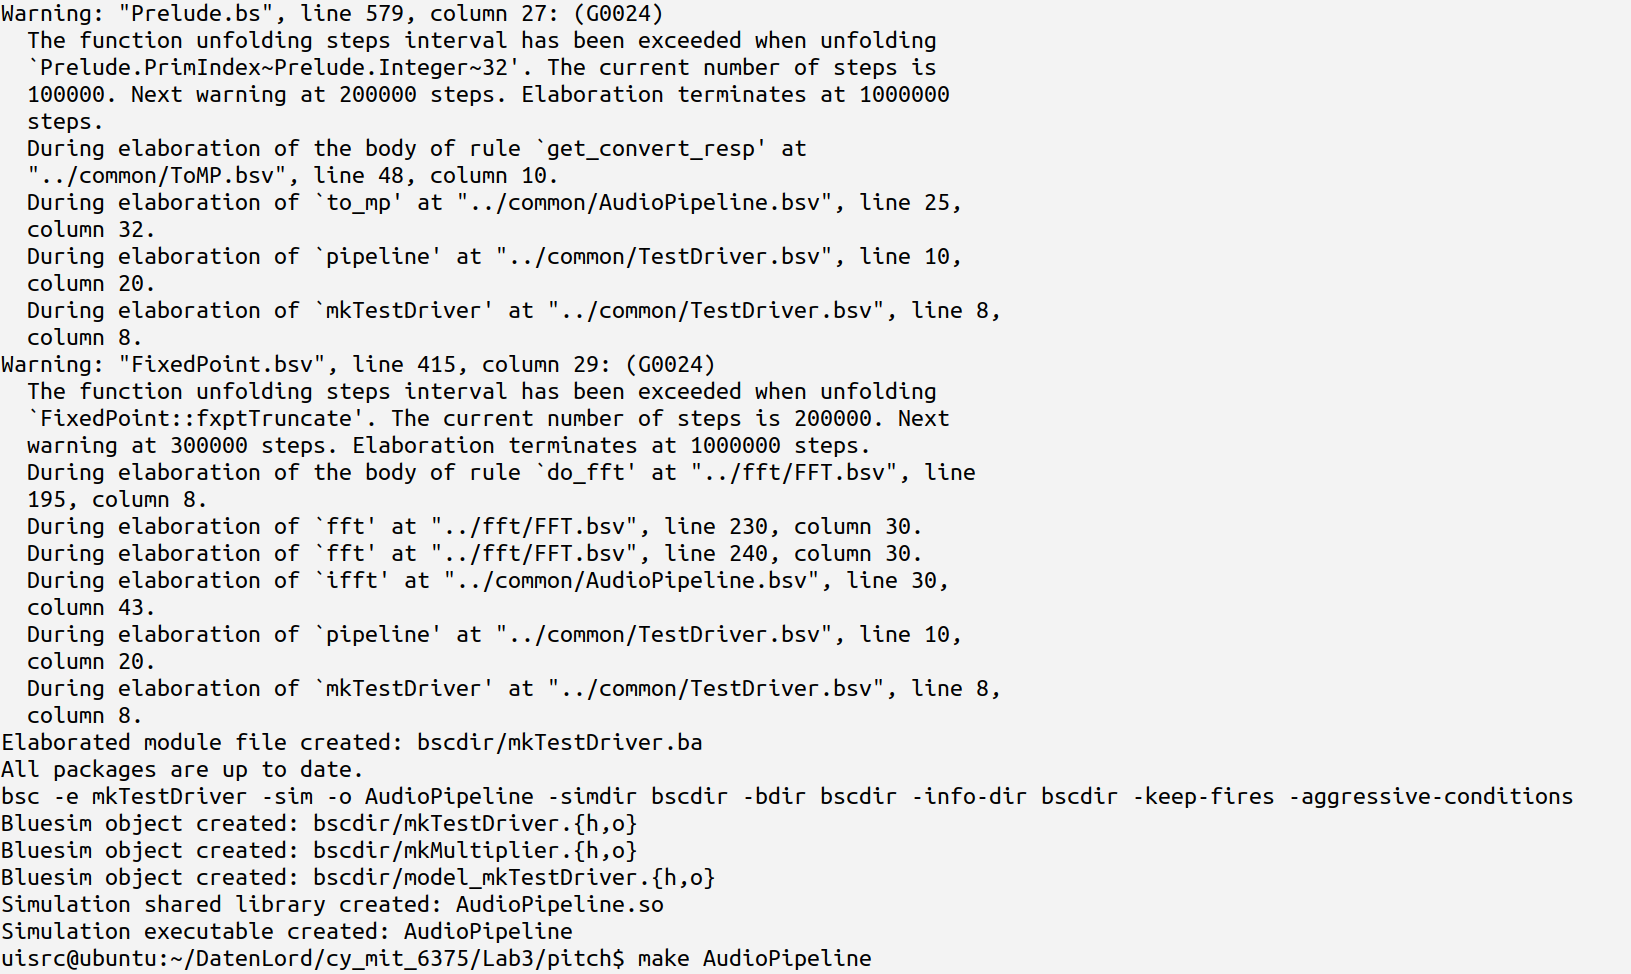 Warning: "Prelude.bs", line 579, column 27: (G0024)
  The function unfolding steps interval has been exceeded when unfolding
  `Prelude.PrimIndex~Prelude.Integer~32'. The current number of steps is
  100000. Next warning at 200000 steps. Elaboration terminates at 1000000
  steps.
  During elaboration of the body of rule `get_convert_resp' at
  "../common/ToMP.bsv", line 48, column 10.
  During elaboration of `to_mp' at "../common/AudioPipeline.bsv", line 25,
  column 32.
  During elaboration of `pipeline' at "../common/TestDriver.bsv", line 10,
  column 20.
  During elaboration of `mkTestDriver' at "../common/TestDriver.bsv", line 8,
  column 8.
Warning: "FixedPoint.bsv", line 415, column 29: (G0024)
  The function unfolding steps interval has been exceeded when unfolding
  `FixedPoint::fxptTruncate'. The current number of steps is 200000. Next
  warning at 300000 steps. Elaboration terminates at 1000000 steps.
  During elaboration of the body of rule `do_fft' at "../fft/FFT.bsv", line
  195, column 8.
  During elaboration of `fft' at "../fft/FFT.bsv", line 230, column 30.
  During elaboration of `fft' at "../fft/FFT.bsv", line 240, column 30.
  During elaboration of `ifft' at "../common/AudioPipeline.bsv", line 30,
  column 43.
  During elaboration of `pipeline' at "../common/TestDriver.bsv", line 10,
  column 20.
  During elaboration of `mkTestDriver' at "../common/TestDriver.bsv", line 8,
  column 8.
Elaborated module file created: bscdir/mkTestDriver.ba
All packages are up to date.
bsc -e mkTestDriver -sim -o AudioPipeline -simdir bscdir -bdir bscdir -info-dir bscdir -keep-fires -aggressive-conditions
Bluesim object created: bscdir/mkTestDriver.{h,o}
Bluesim object created: bscdir/mkMultiplier.{h,o}
Bluesim object created: bscdir/model_mkTestDriver.{h,o}
Simulation shared library created: AudioPipeline.so
Simulation executable created: AudioPipeline
uisrc@ubuntu:~/DatenLord/cy_mit_6375/Lab3/pitch$ make AudioPipeline